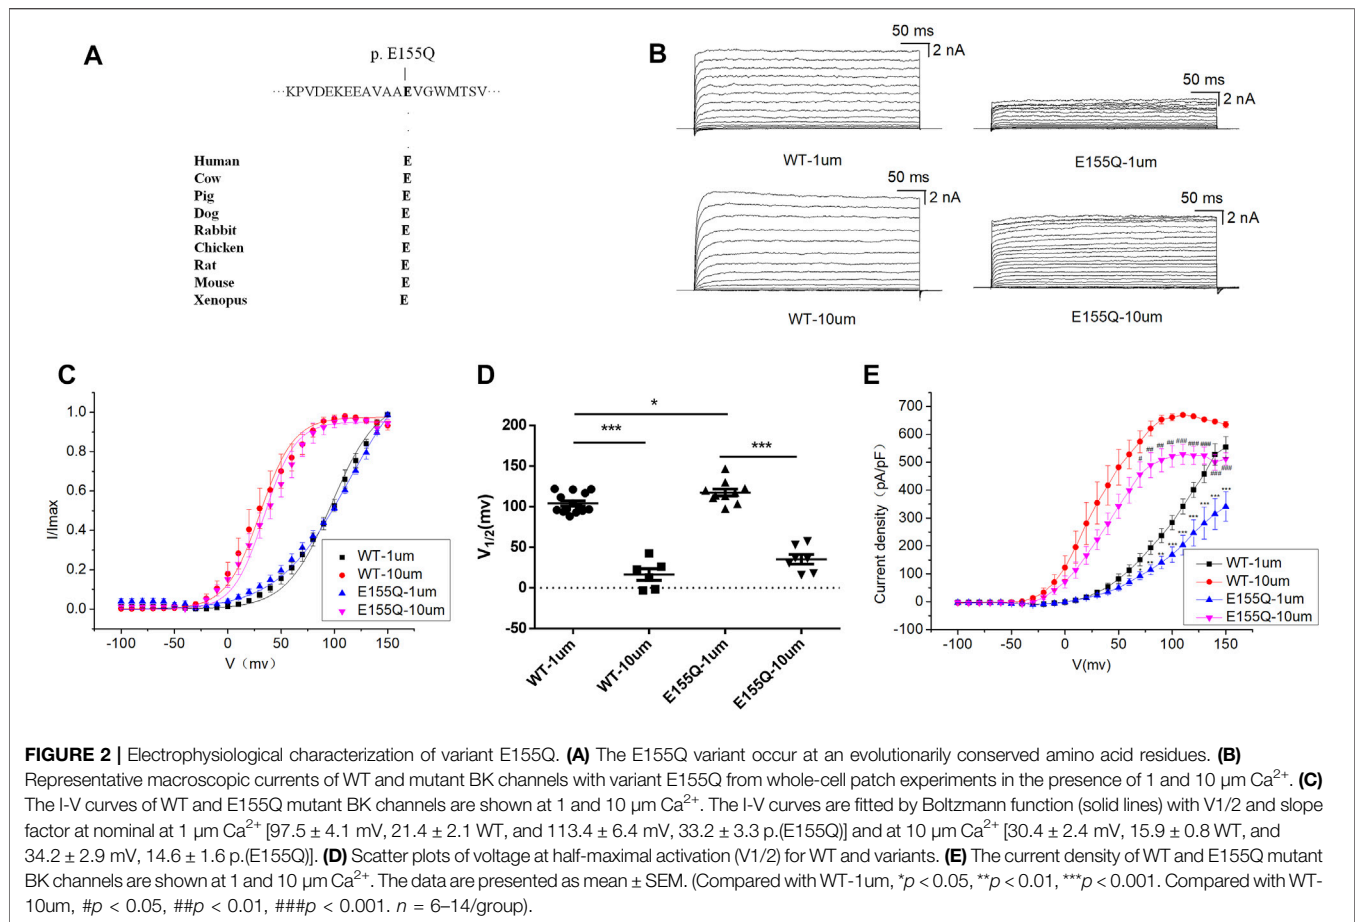 A
p. E155Q
···KPVDEKEEAVAAEVGWMTSV···
Human E
Cow E
Pig E
Dog E
Rabbit E
Chicken E
Rat E
Mouse E
Xenopus E
B
50 ms
2 nA
WT-1um
50 ms
2 nA
E155Q-1um
50 ms
2 nA
WT-10um
50 ms
2 nA
E155Q-10um
C
I/Imax
1.0
0.8
0.6
0.4
0.2
0.0
-100 -50 0 50 100 150
V（mv）
WT-1um
WT-10um
E155Q-1um
E155Q-10um
D
V1/2(mv)
200
150
100
50
0
-50
*
***
***
WT-1um
WT-10um
E155Q-1um
E155Q-10um
E
Current density（pA/pF）
700
600
500
400
300
200
100
0
-100
-100 -50 0 50 100 150
V(mv)
# ## ## ## ### ### ###
### ###
WT-1um
WT-10um
E155Q-1um
E155Q-10um
FIGURE 2 | Electrophysiological characterization of variant E155Q. (A) The E155Q variant occur at an evolutionarily conserved amino acid residues. (B)
Representative macroscopic currents of WT and mutant BK channels with variant E155Q from whole-cell patch experiments in the presence of 1 and 10 μm Ca2+. (C)
The I-V curves of WT and E155Q mutant BK channels are shown at 1 and 10 μm Ca2+. The I-V curves are fitted by Boltzmann function (solid lines) with V1/2 and slope
factor at nominal at 1 μm Ca2+ [97.5 ± 4.1 mV, 21.4 ± 2.1 WT, and 113.4 ± 6.4 mV, 33.2 ± 3.3 p.(E155Q)] and at 10 μm Ca2+ [30.4 ± 2.4 mV, 15.9 ± 0.8 WT, and
34.2 ± 2.9 mV, 14.6 ± 1.6 p.(E155Q)]. (D) Scatter plots of voltage at half-maximal activation (V1/2) for WT and variants. (E) The current density of WT and E155Q mutant
BK channels are shown at 1 and 10 μm Ca2+. The data are presented as mean ± SEM. (Compared with WT-1um, *p < 0.05, **p < 0.01, ***p < 0.001. Compared with WT-
10um, #p < 0.05, ##p < 0.01, ###p < 0.001. n = 6–14/group).